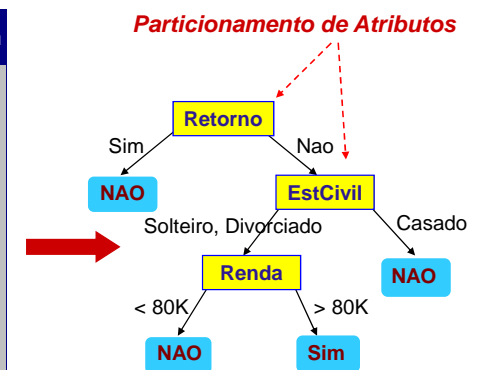 Particionamento de Atributos
Retorno
Sim
Nao
NAO
EstCivil
Solteiro, Divorciado
Casado
Renda
NAO
< 80K
> 80K
NAO
Sim